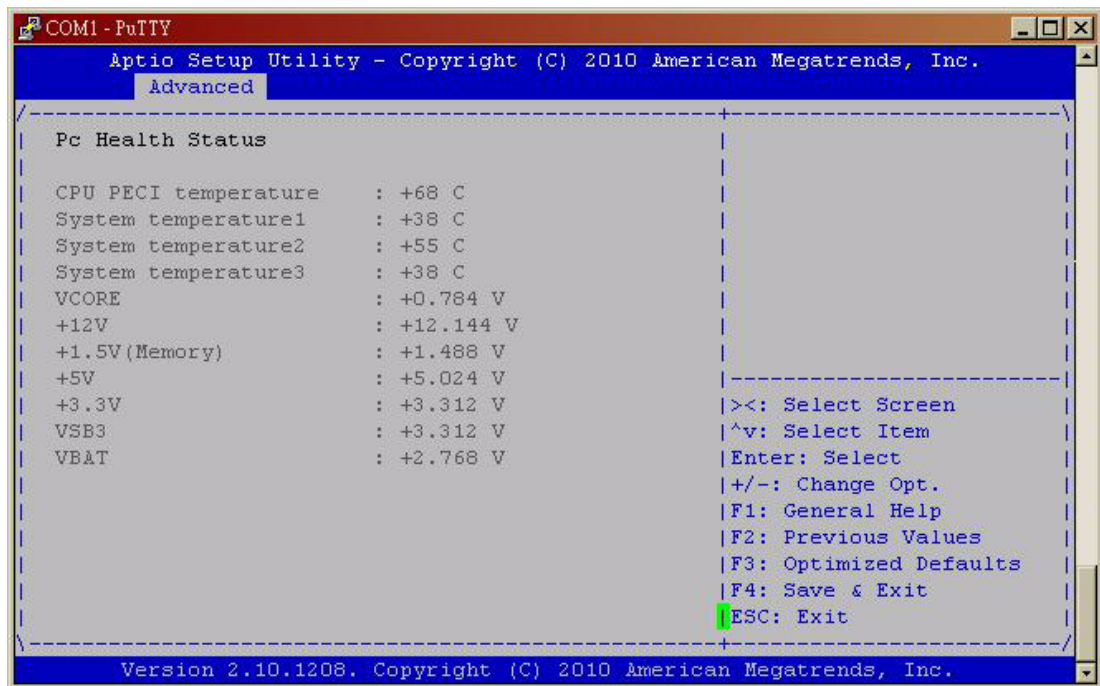 COM1 - PuTTY
Aptio Setup Utility - Copyright (C) 2010 American Megatrends, Inc.
Advanced
Pc Health Status
CPU PECI temperature : +68 C
System temperature1 : +38 C
System temperature2 : +55 C
System temperature3 : +38 C
VCORE : +0.784 V
+12V : +12.144 V
+1.5V(Memory) : +1.488 V
+5V : +5.024 V
+3.3V : +3.312 V
VSB3 : +3.312 V
VBAT : +2.768 V
><: Select Screen
^v: Select Item
Enter: Select
+/-: Change Opt.
F1: General Help
F2: Previous Values
F3: Optimized Defaults
F4: Save & Exit
ESC: Exit
Version 2.10.1208. Copyright (C) 2010 American Megatrends, Inc.